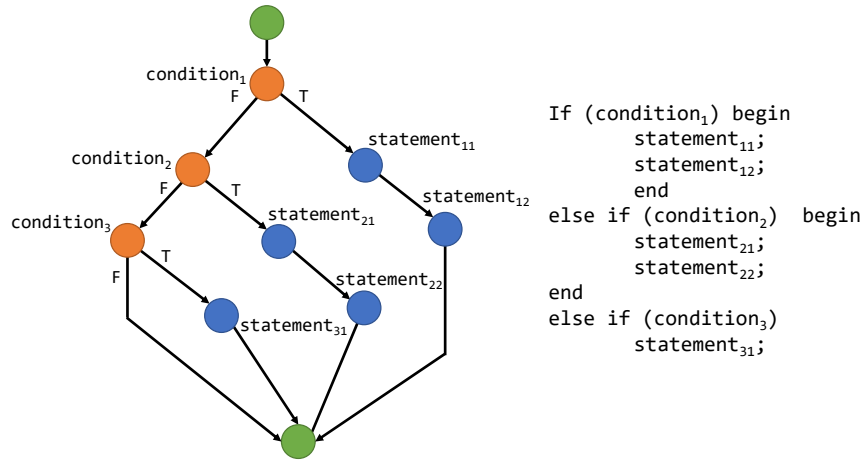 condition₁
F
T
statement₁₁
condition₂
F
T
statement₁₂
statement₂₁
condition₃
F
T
statement₂₂
statement₃₁
If (condition₁) begin
statement₁₁;
statement₁₂;
end
else if (condition₂) begin
statement₂₁;
statement₂₂;
end
else if (condition₃)
statement₃₁;